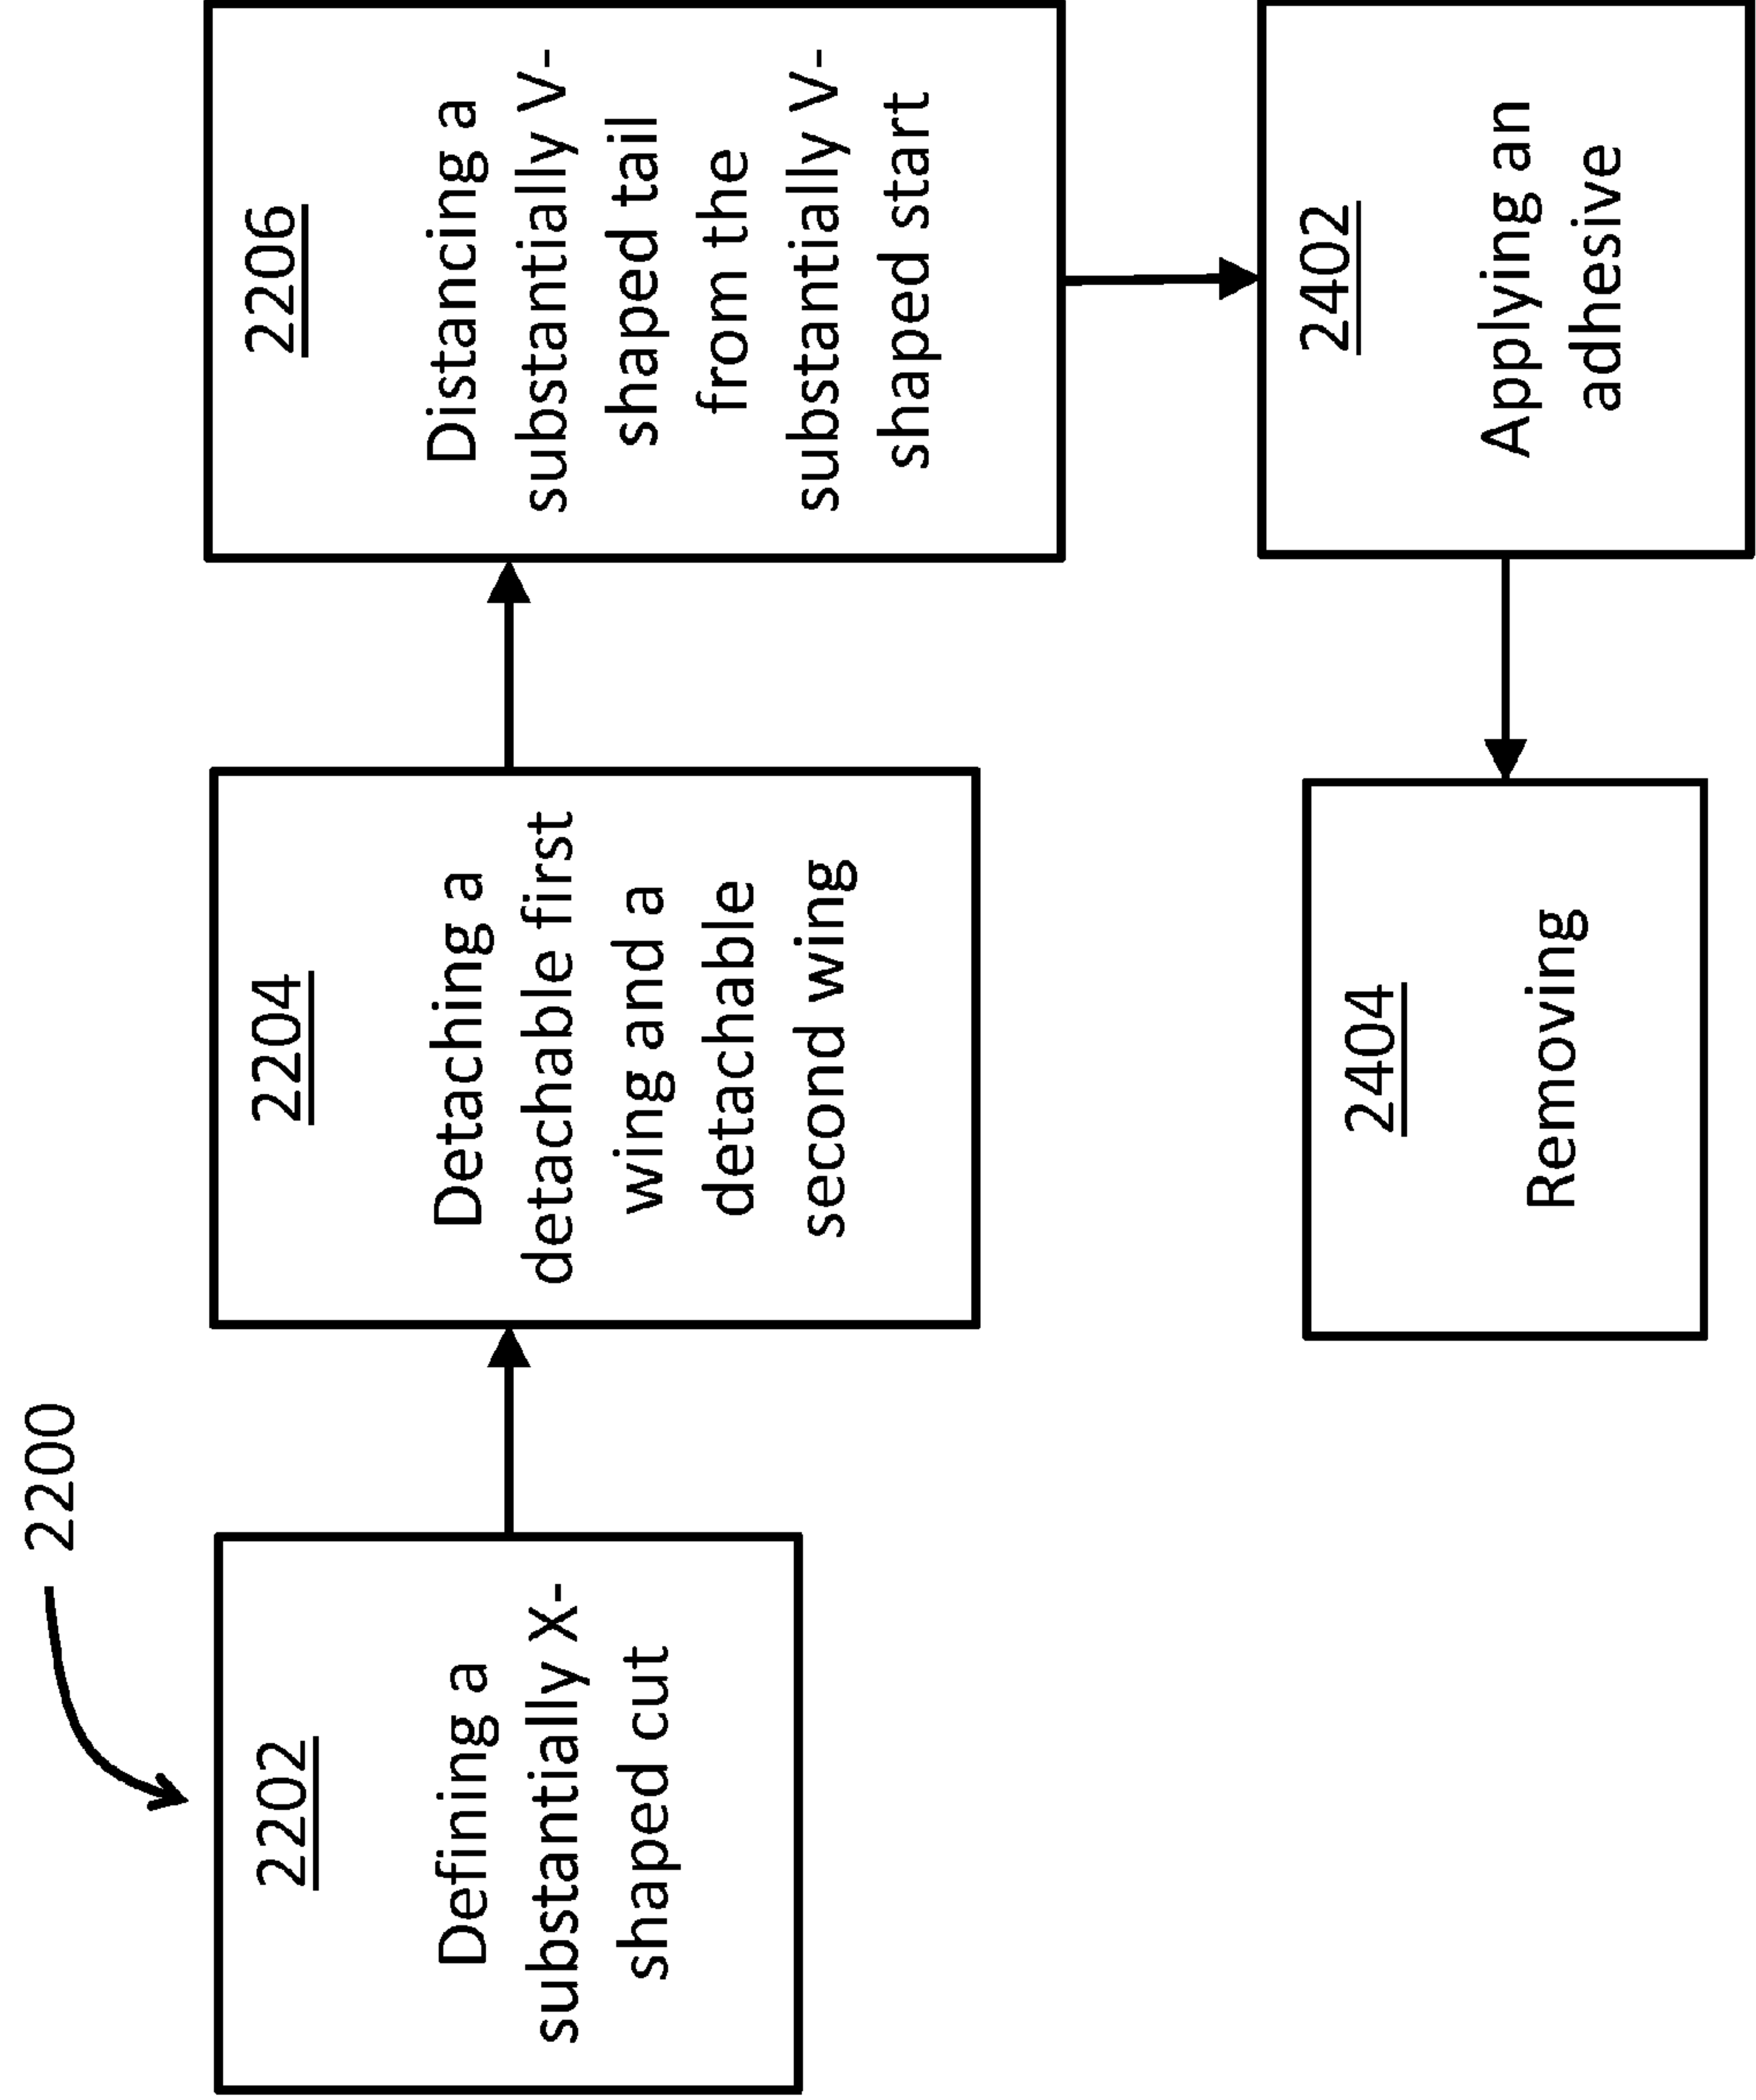 2200
2202
Defining a
substantially X-
shaped cut
2204
Detaching a
detachable first
wing and a
detachable
second wing
2206
Distancing a
substantially V-
shaped tail
from the
substantially V-
shaped start
2402
Applying an
adhesive
2404
Removing